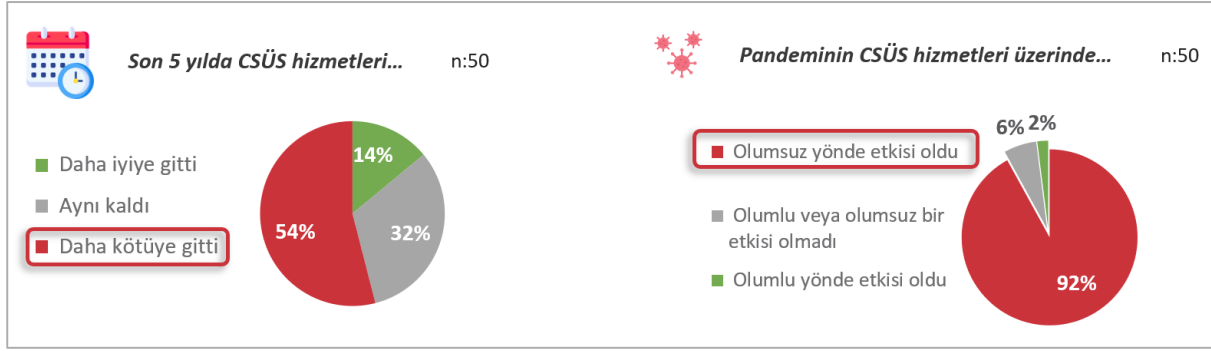 Son 5 yılda CSÜS hizmetleri... n:50
Daha iyiye gitti
Aynı kaldı
Daha kötüye gitti
14%
54%
32%
Pandeminin CSÜS hizmetleri üzerinde... n:50
Olumsuz yönde etkisi oldu
Olumlu veya olumsuz bir
etkisi olmadı
Olumlu yönde etkisi oldu
6% 2%
92%